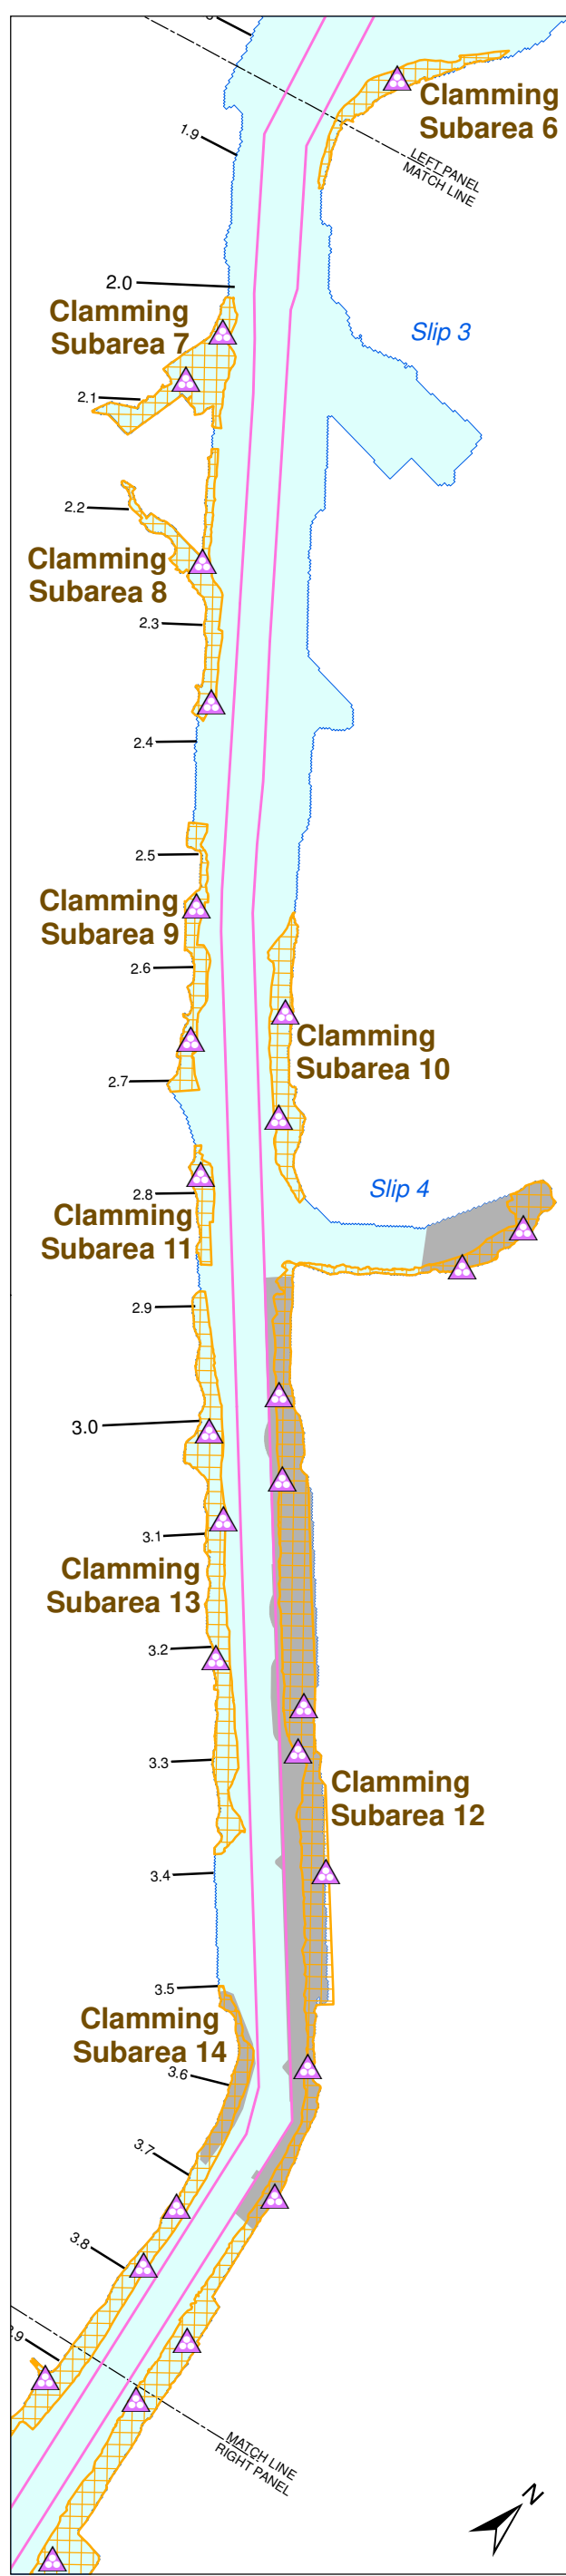 Clamming
Subarea 6
1.9
LEFT PANEL
MATCH LINE
2.0
Clamming
Subarea 7
Slip 3
2.1
2.2
Clamming
Subarea 8
2.3
2.4
2.5
Clamming
Subarea 9
2.6
Clamming
Subarea 10
2.7
Slip 4
2.8
Clamming
Subarea 11
2.9
3.0
3.1
Clamming
Subarea 13
3.2
3.3
Clamming
Subarea 12
3.4
3.5
Clamming
Subarea 14
3.6
3.7
3.8
.9
MATCH LINE
RIGHT PANEL
N